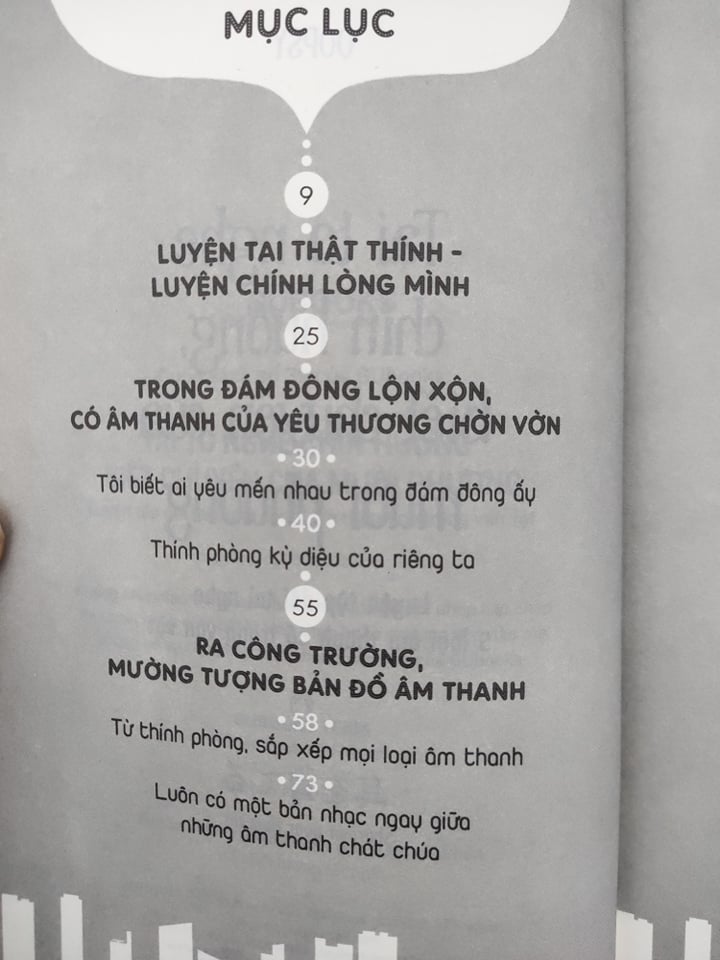 MỤC LỤC
9
LUYỆN TAI THẬT THÍNH -
LUYỆN CHÍNH LÒNG MÌNH
25
TRONG ĐÁM ĐÔNG LỘN XỘN,
CÓ ÂM THANH CỦA YÊU THƯƠNG CHỜN VỜN
• 30 •
Tôi biết ai yêu mến nhau trong đám đông ấy
• 40 •
Thính phòng kỳ diệu của riêng ta
55
RA CÔNG TRƯỜNG,
MƯỜNG TƯỢNG BẢN ĐỒ ÂM THANH
• 58 •
Từ thính phòng, sắp xếp mọi loại âm thanh
• 73 •
Luôn có một bản nhạc ngay giữa
những âm thanh chát chúa